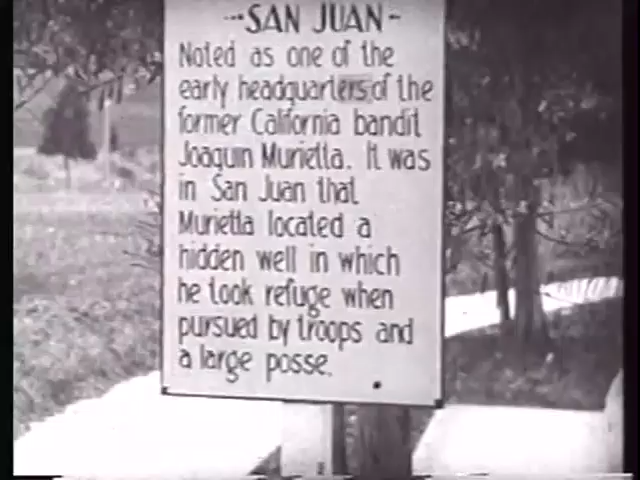 ---SAN JUAN-
Noted as one of the
early headquarters of the
former California bandit
Joaquin Murietta. It was
in San Juan that
Murietta located a
hidden well in which
he took refuge when
pursued by troops and
a large posse.